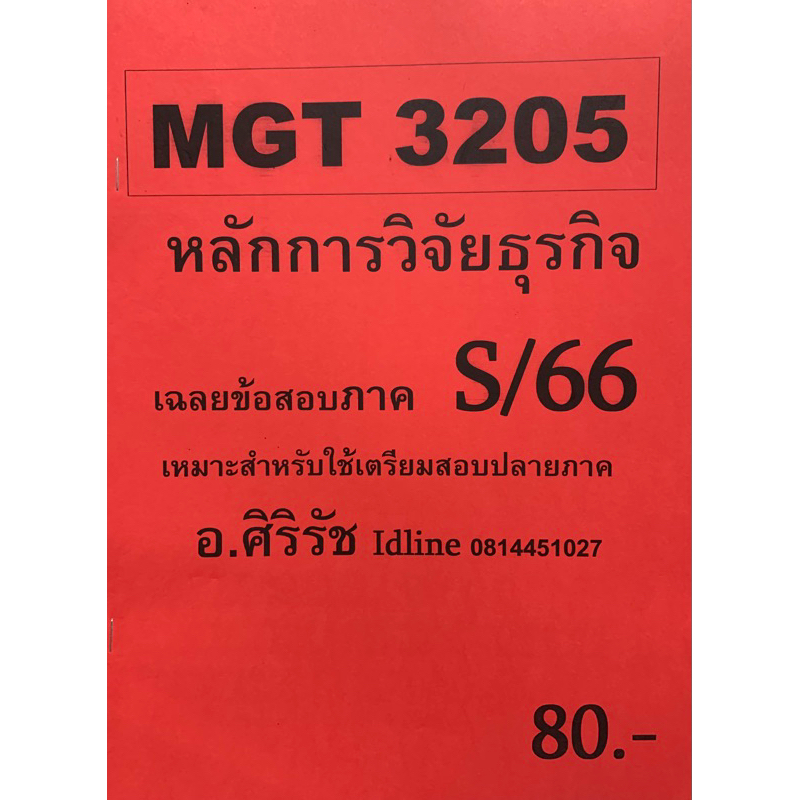 MGT 3205
หลักการวิจัยธุรกิจ
เฉลยข้อสอบภาค S/66
เหมาะสำหรับใช้เตรียมสอบปลายภาค
อ.ศิริรัช Idline 0814451027
80.-